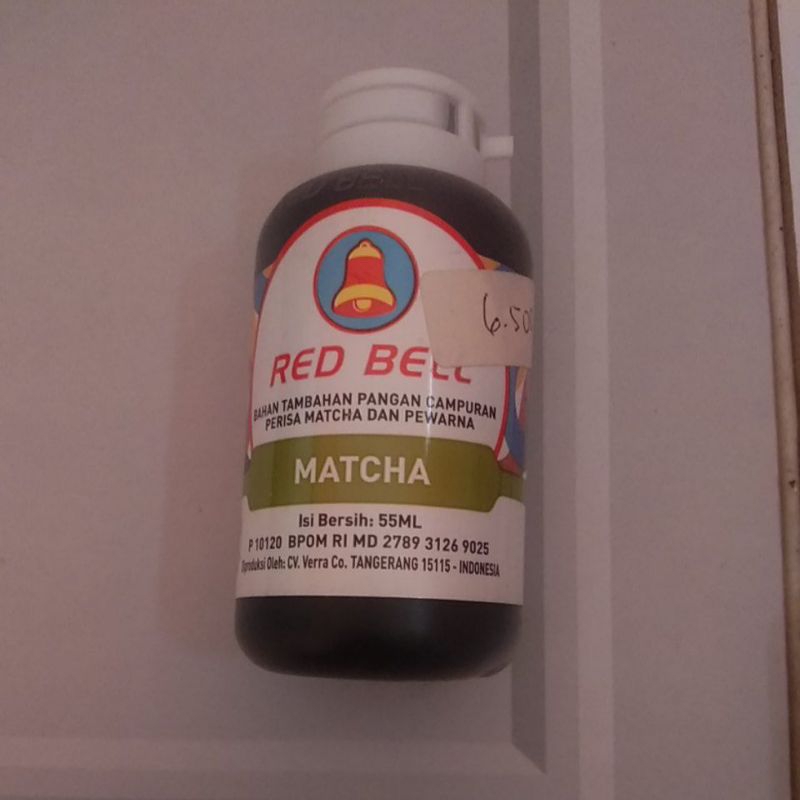 6.500
RED BELL
BAHAN TAMBAHAN PANGAN CAMPURAN
PERISA MATCHA DAN PEWARNA
MATCHA
Isi Bersih: 55ML
P 10120 BPOM RI MD 2789 3126 9025
Diproduksi Oleh: CV. Verra Co. TANGERANG 15115 - INDONESIA